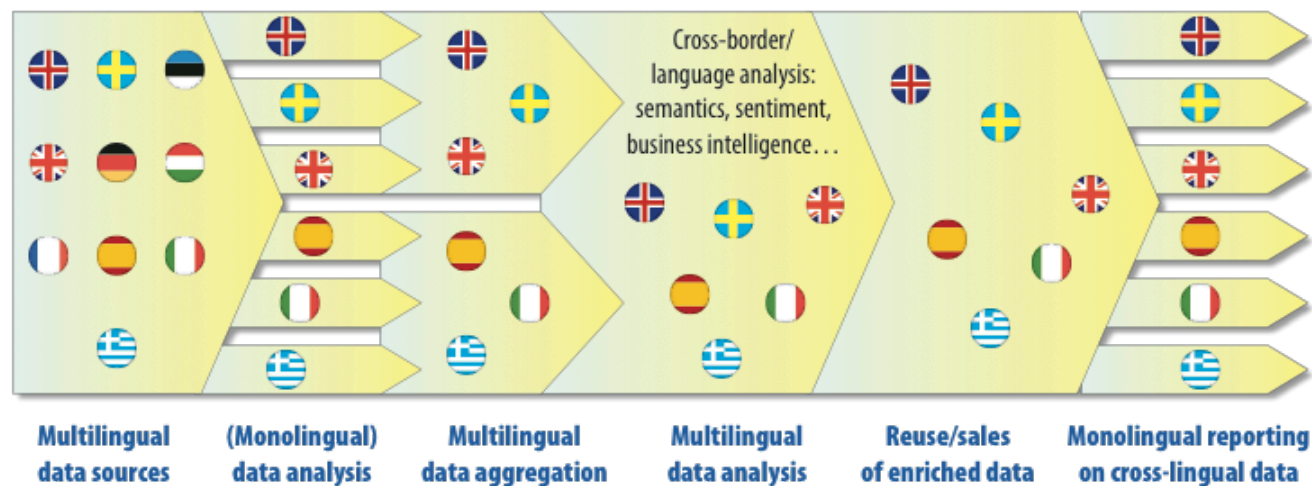 Cross-border/
language analysis:
semantics, sentiment,
business intelligence…
Multilingual
data sources
(Monolingual)
data analysis
Multilingual
data aggregation
Multilingual
data analysis
Reuse/sales
of enriched data
Monolingual reporting
on cross-lingual data